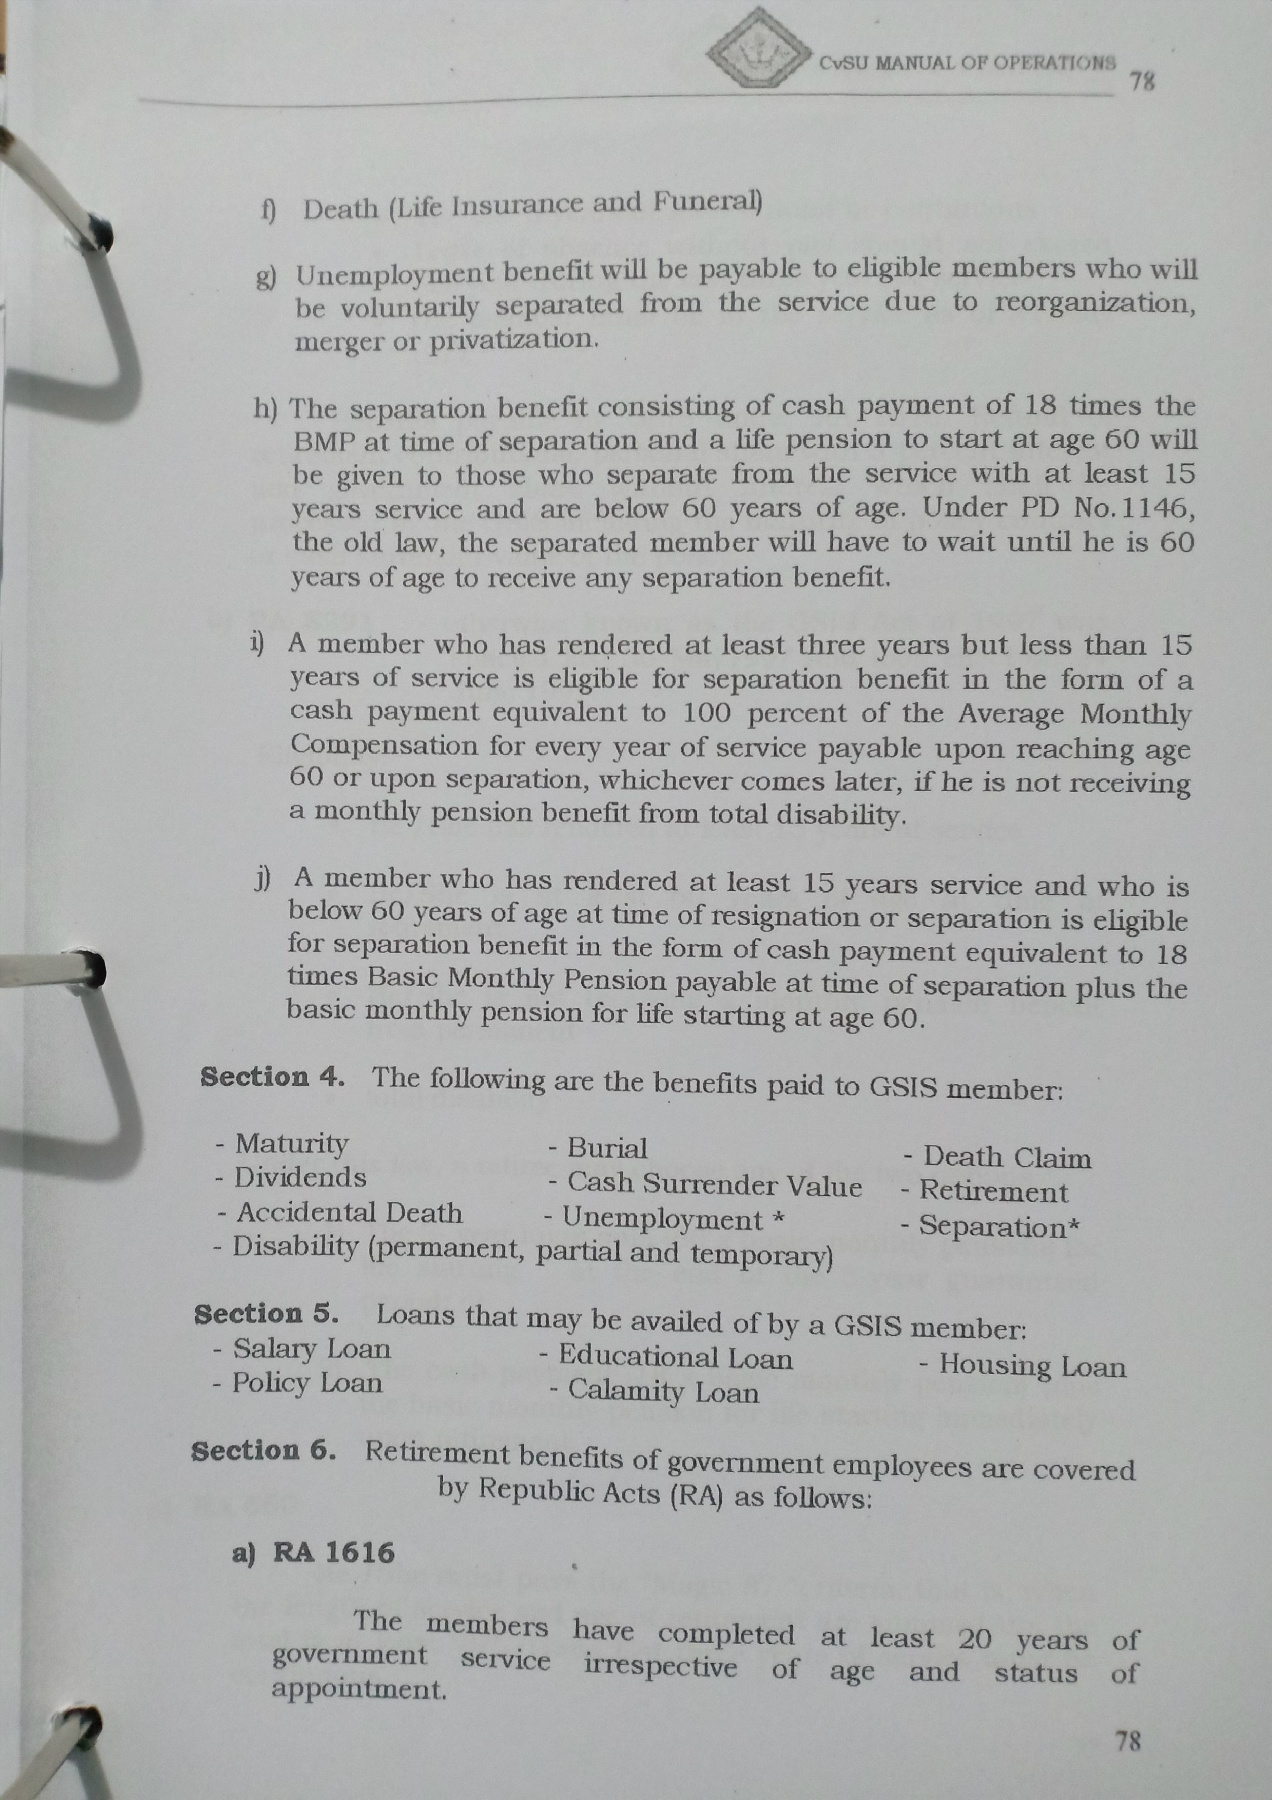 CvSU MANUAL OF OPERATIONS
78
f) Death (Life Insurance and Funeral)
g) Unemployment benefit will be payable to eligible members who will
be voluntarily separated from the service due to reorganization,
merger or privatization.
h) The separation benefit consisting of cash payment of 18 times the
BMP at time of separation and a life pension to start at age 60 will
be given to those who separate from the service with at least 15
years service and are below 60 years of age. Under PD No.1146,
the old law, the separated member will have to wait until he is 60
years of age to receive any separation benefit.
i) A member who has rendered at least three years but less than 15
years of service is eligible for separation benefit in the form of a
cash payment equivalent to 100 percent of the Average Monthly
Compensation for every year of service payable upon reaching age
60 or upon separation, whichever comes later, if he is not receiving
a monthly pension benefit from total disability.
j) A member who has rendered at least 15 years service and who is
below 60 years of age at time of resignation or separation is eligible
for separation benefit in the form of cash payment equivalent to 18
times Basic Monthly Pension payable at time of separation plus the
basic monthly pension for life starting at age 60.
Section 4. The following are the benefits paid to GSIS member:
- Maturity - Burial - Death Claim
- Dividends - Cash Surrender Value - Retirement
- Accidental Death - Unemployment * - Separation*
- Disability (permanent, partial and temporary)
Section 5. Loans that may be availed of by a GSIS member:
- Salary Loan - Educational Loan - Housing Loan
- Policy Loan - Calamity Loan
Section 6. Retirement benefits of government employees are covered
by Republic Acts (RA) as follows:
a) RA 1616
The members have completed at least 20 years of
government service irrespective of age and status of
appointment.
78